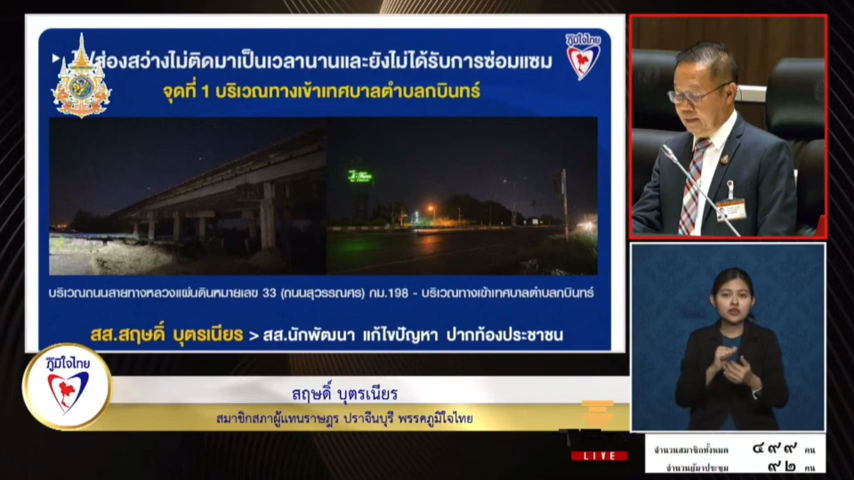 ส่องสว่างไม่ติดมาเป็นเวลานานและยังไม่ได้รับการซ่อมแซม
จุดที่ 1 บริเวณทางเข้าเทศบาลตำบลกบินทร์
ภูมิใจไทย
บริเวณถนนสายทางหลวงแผ่นดินหมายเลข 33 (ถนนสุวรรณศร) กม.198 - บริเวณทางเข้าเทศบาลตำบลกบินทร์
สส.สฤษดิ์ บุตรเนียร > สส.นักพัฒนา แก้ไขปัญหา ปากท้องประชาชน
ภูมิใจไทย
สฤษดิ์ บุตรเนียร
สมาชิกสภาผู้แทนราษฎร ปราจีนบุรี พรรคภูมิใจไทย
LIVE
จำนวนสมาชิกทั้งหมด ๔๙๙ คน
จำนวนผู้มาประชุม ๙๒ คน